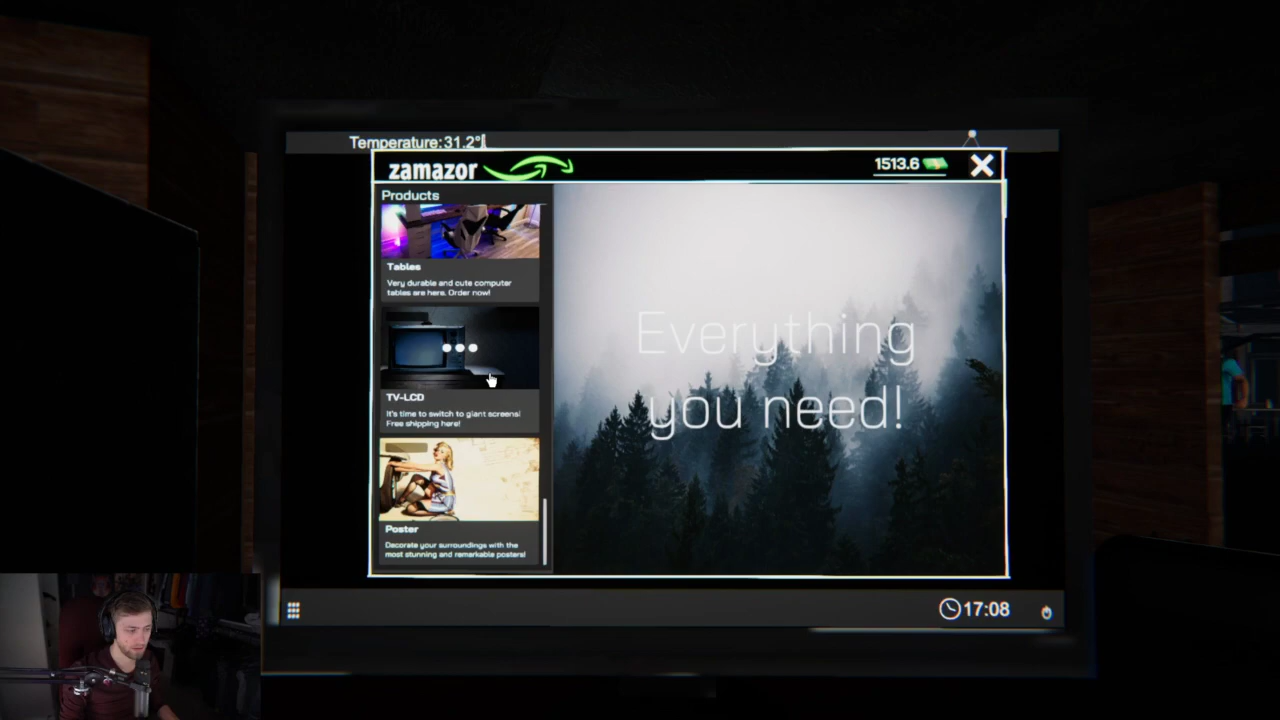 Temperature:31.2°
zamazor
1513.6
Products
Tables
Very durable and cute computer
tables are here. Order now!
TV-LCD
It's time to switch to giant screens!
Free shipping here!
Poster
Decorate your surroundings with the
most stunning and remarkable posters!
Everything
you need!
17:08